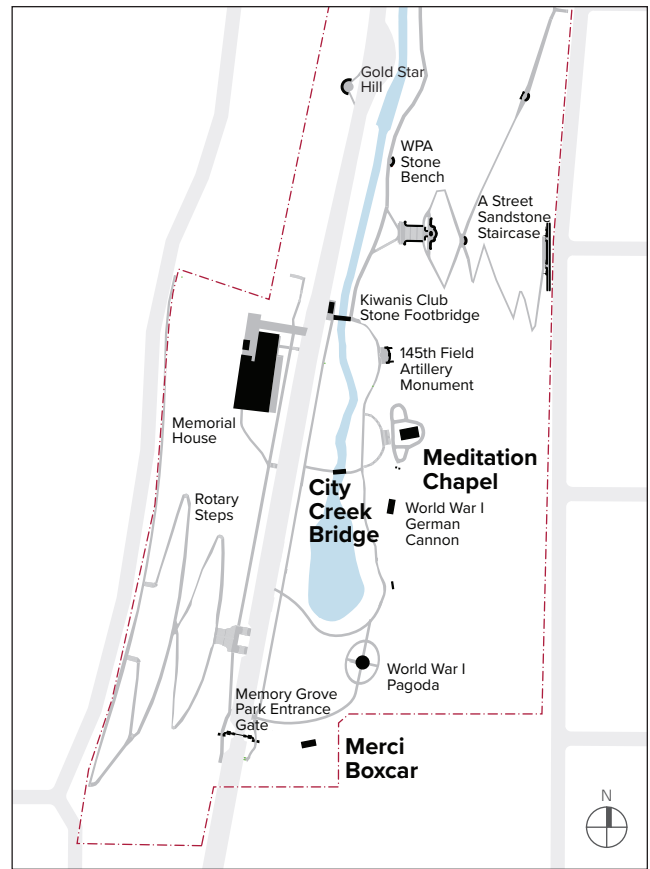 Gold Star
Hill
WPA
Stone
Bench
A Street
Sandstone
Staircase
Kiwanis Club
Stone Footbridge
145th Field
Artillery
Monument
Memorial
House
Meditation
Chapel
City
Creek
Bridge
Rotary
Steps
World War I
German
Cannon
World War I
Pagoda
Memory Grove
Park Entrance
Gate
Merci
Boxcar
N